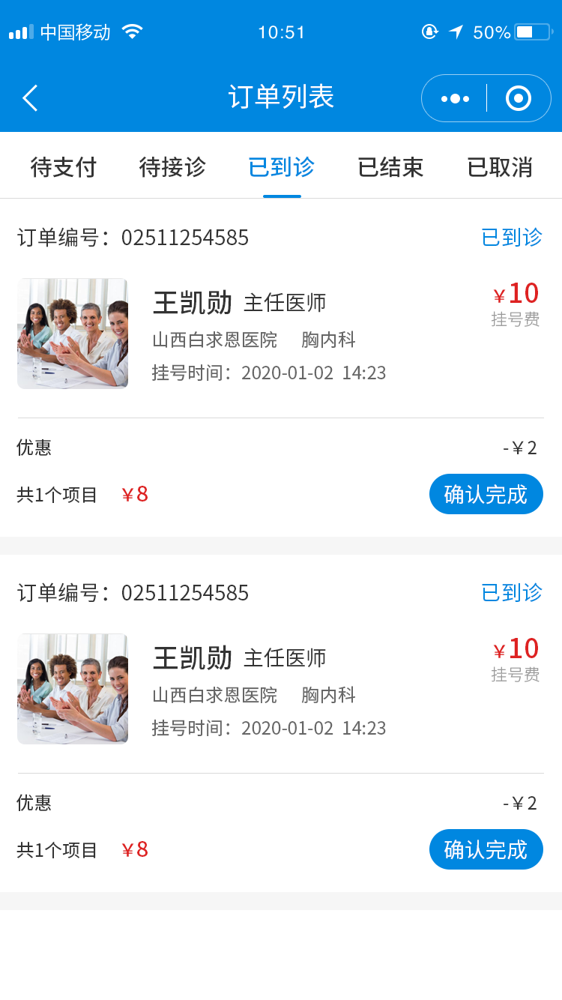 中国移动 10:51 50%
订单列表
待支付 待接诊 已到诊 已结束 已取消
订单编号：02511254585 已到诊
王凯勋 主任医师 ¥10
挂号费
山西白求恩医院 胸内科
挂号时间：2020-01-02 14:23
优惠 -¥2
共1个项目 ¥8 确认完成
订单编号：02511254585 已到诊
王凯勋 主任医师 ¥10
挂号费
山西白求恩医院 胸内科
挂号时间：2020-01-02 14:23
优惠 -¥2
共1个项目 ¥8 确认完成